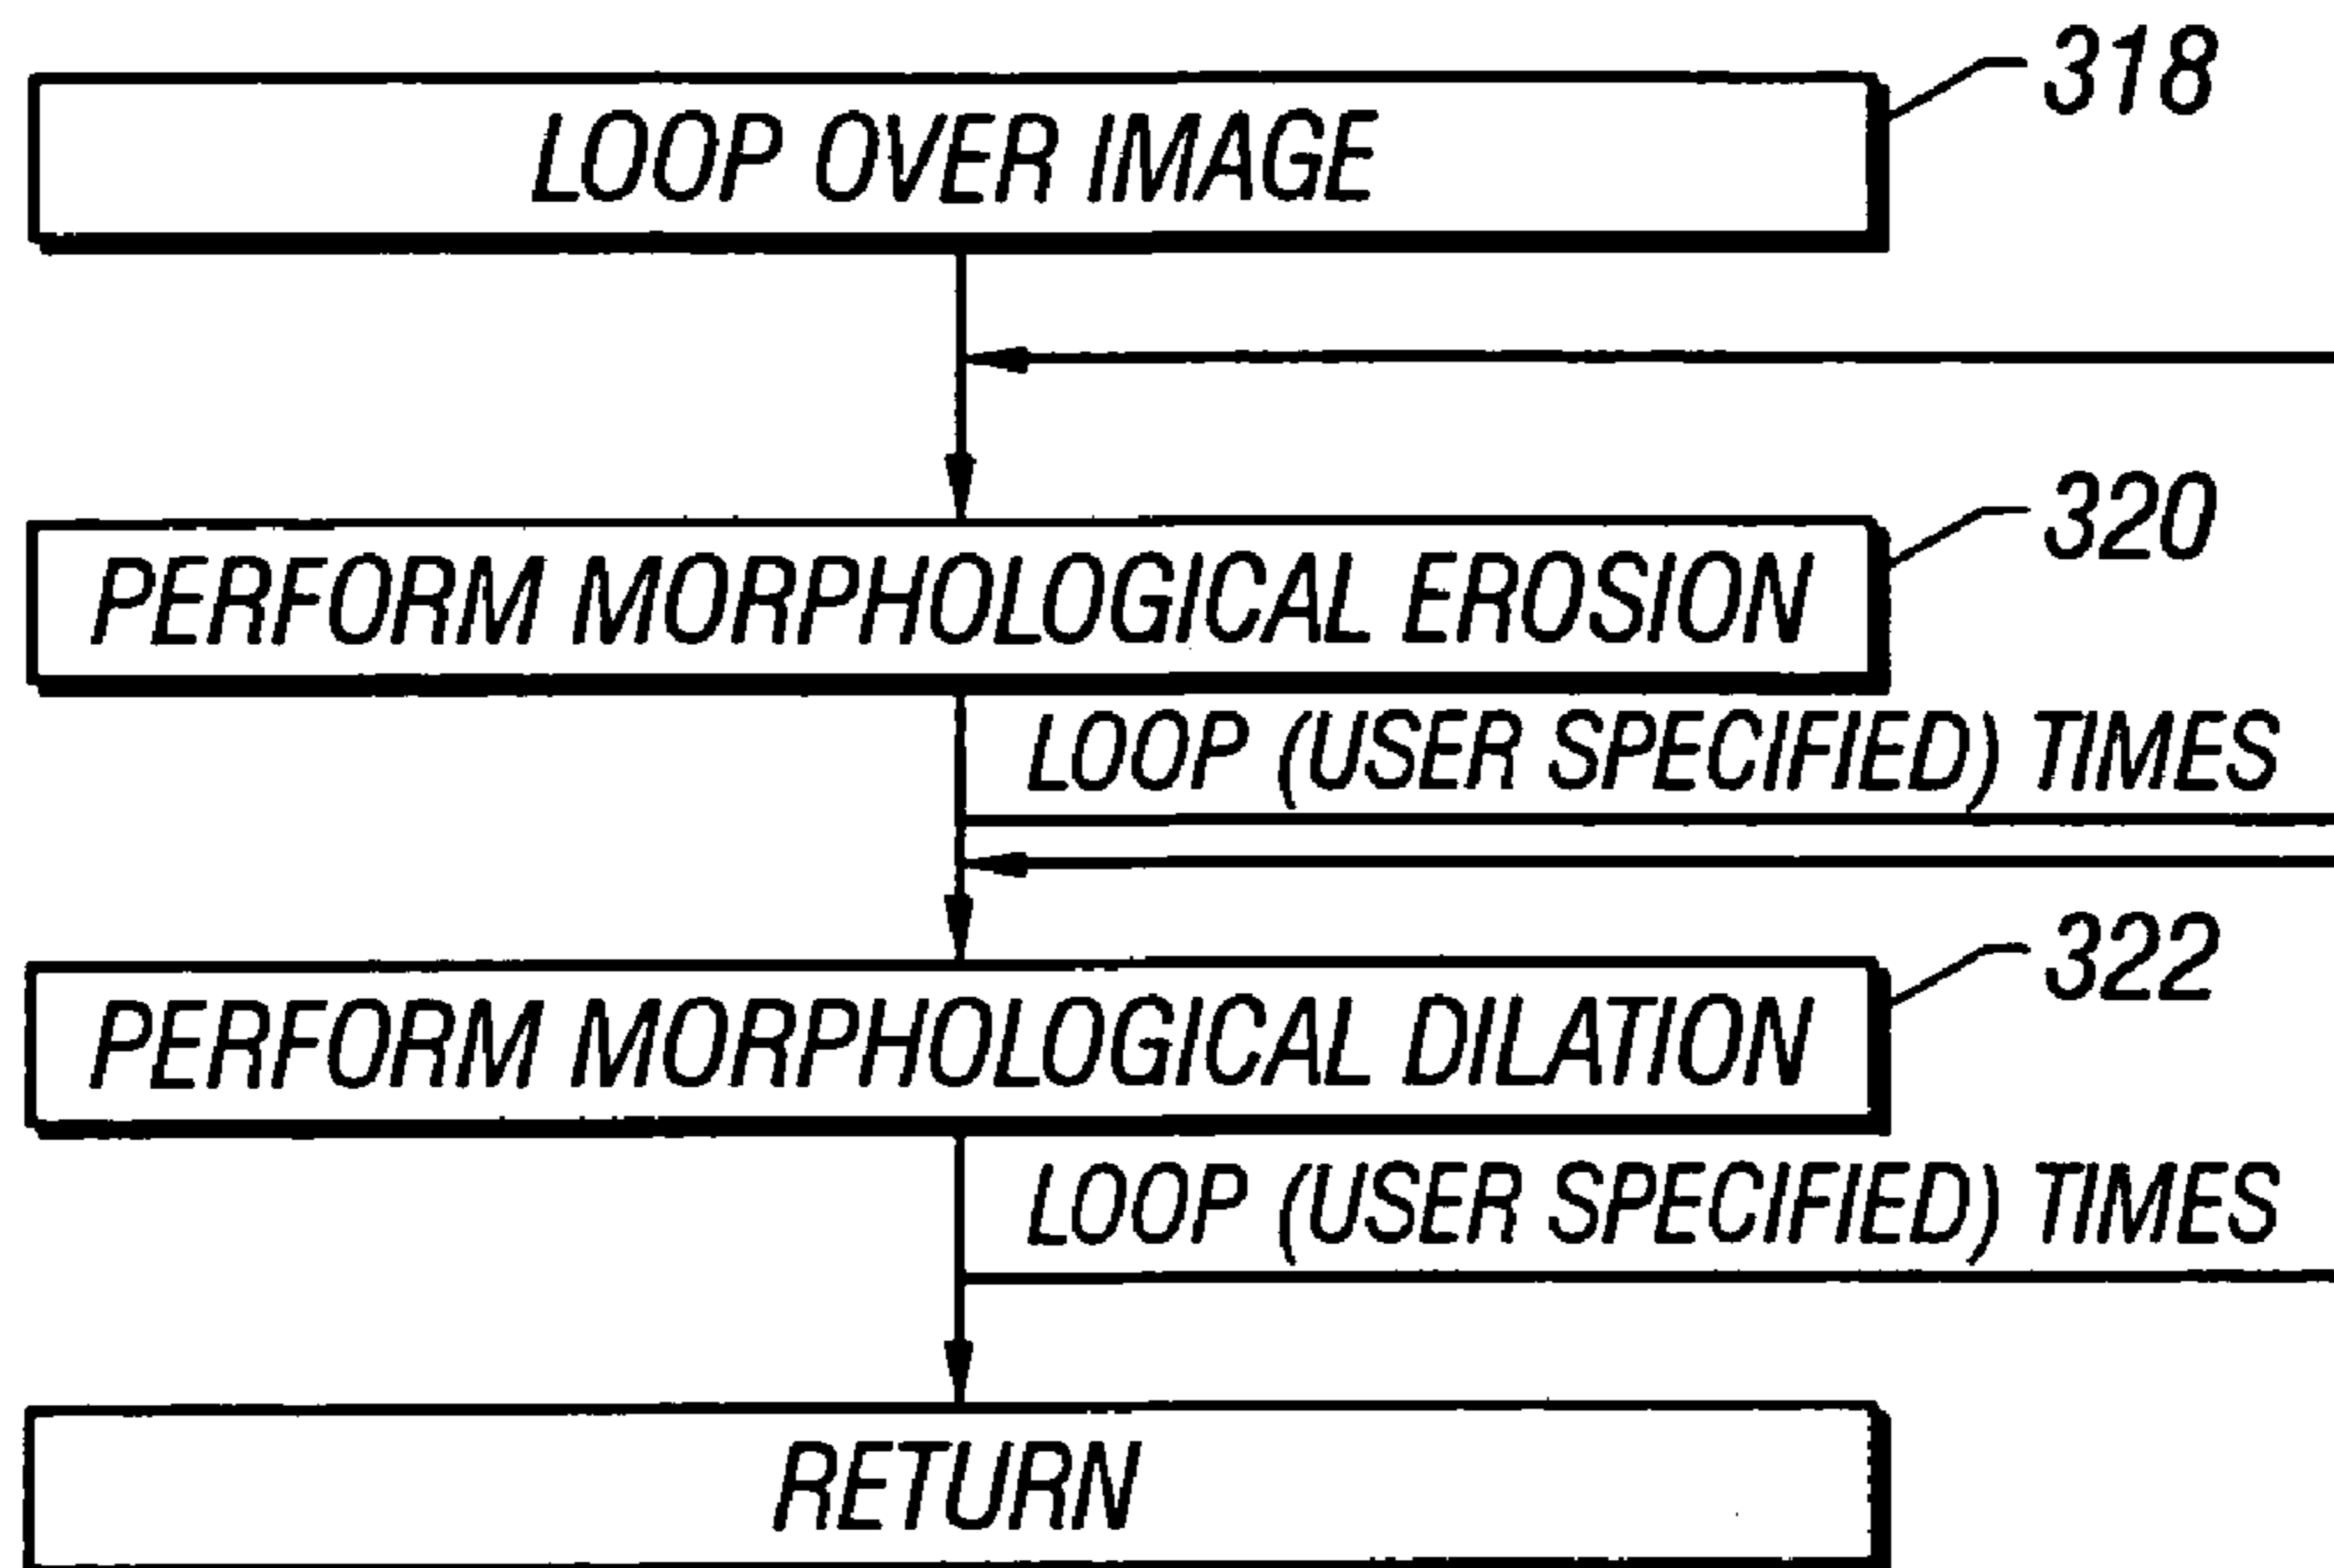 318
LOOP OVER IMAGE
320
PERFORM MORPHOLOGICAL EROSION
LOOP (USER SPECIFIED) TIMES
322
PERFORM MORPHOLOGICAL DILATION
LOOP (USER SPECIFIED) TIMES
RETURN